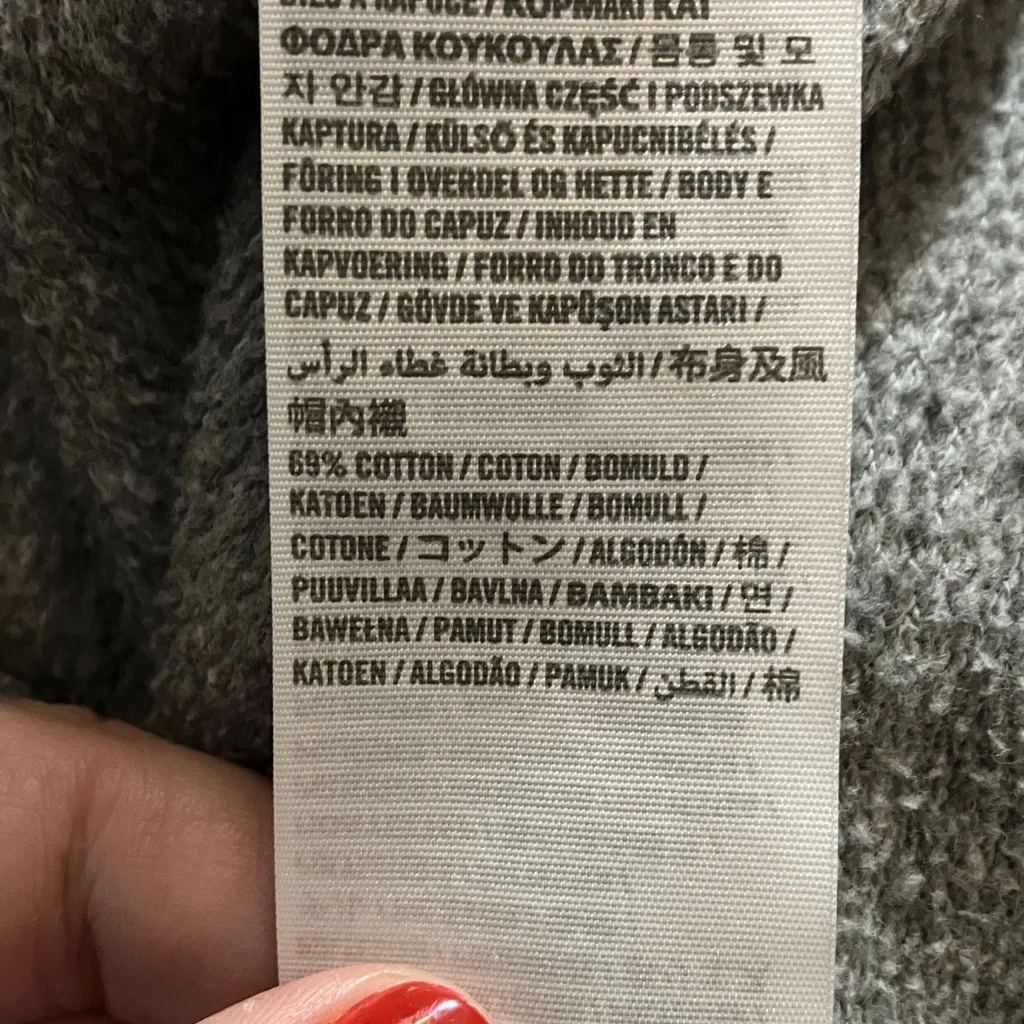 ΚΟΡΜΑΚΙ ΚΑΙ
ΦΟΔΡΑ ΚΟΥΚΟΥΛΑΣ / 몸통 및 모
자 안감 / GŁÓWNA CZĘŚĆ I PODSZEWKA
KAPTURA / KÜLSŐ ÉS KAPUCNIBÉLÉS /
FÔRING I OVERDEL OG HETTE / BODY E
FORRO DO CAPUZ / INHOUD EN
KAPVOERING / FORRO DO TRONCO E DO
CAPUZ / GÖVDE VE KAPÜŞON ASTARI /
الثوب وبطانة غطاء الرأس / 布身及風
帽內襯
69% COTTON / COTON / BOMULD /
KATOEN / BAUMWOLLE / BOMULL /
COTONE / コットン / ALGODÓN / 棉 /
PUUVILLAA / BAVLNA / BAMBAKI / 면 /
BAWEŁNA / PAMUT / BOMULL / ALGODÃO /
KATOEN / ALGODÃO / PAMUK / القطن / 棉